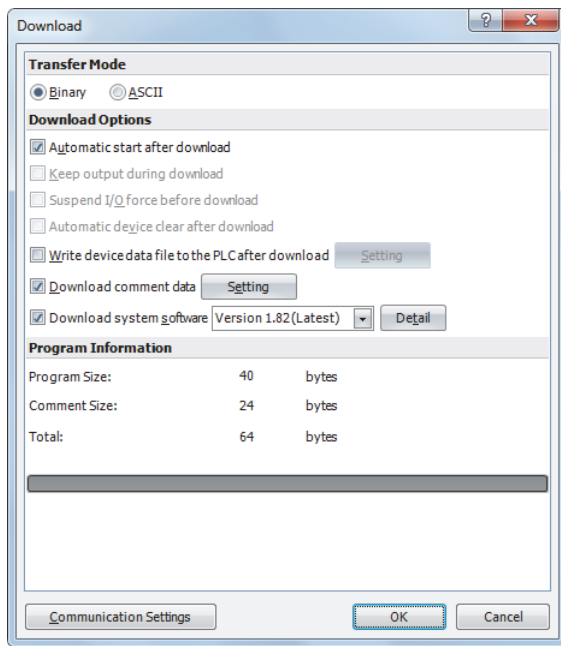 Download
Transfer Mode
Binary ASCII
Download Options
Automatic start after download
Keep output during download
Suspend I/O force before download
Automatic device clear after download
Write device data file to the PLC after download Setting
Download comment data Setting
Download system software Version 1.82(Latest) Detail
Program Information
Program Size: 40 bytes
Comment Size: 24 bytes
Total: 64 bytes
Communication Settings OK Cancel